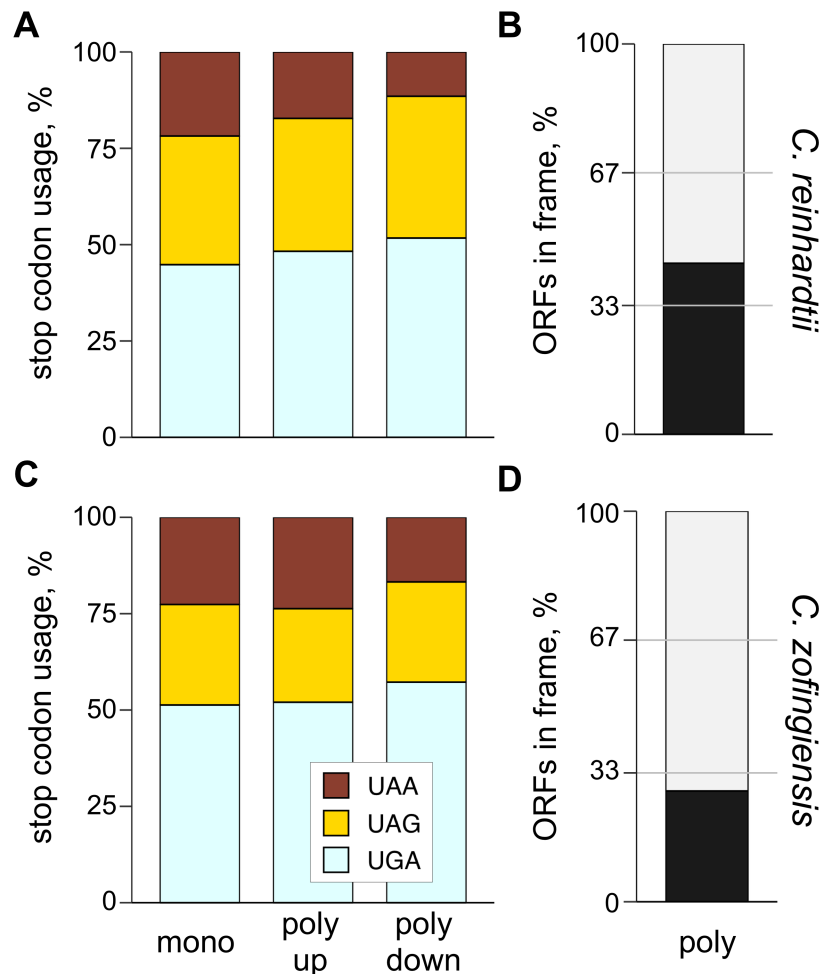 A
stop codon usage, %
100
75
50
25
0
B
ORFs in frame, %
100
67
33
0
C. reinhardtii
C
stop codon usage, %
100
75
50
25
0
UAA
UAG
UGA
mono
poly
up
poly
down
D
ORFs in frame, %
100
67
33
0
poly
C. zofingiensis